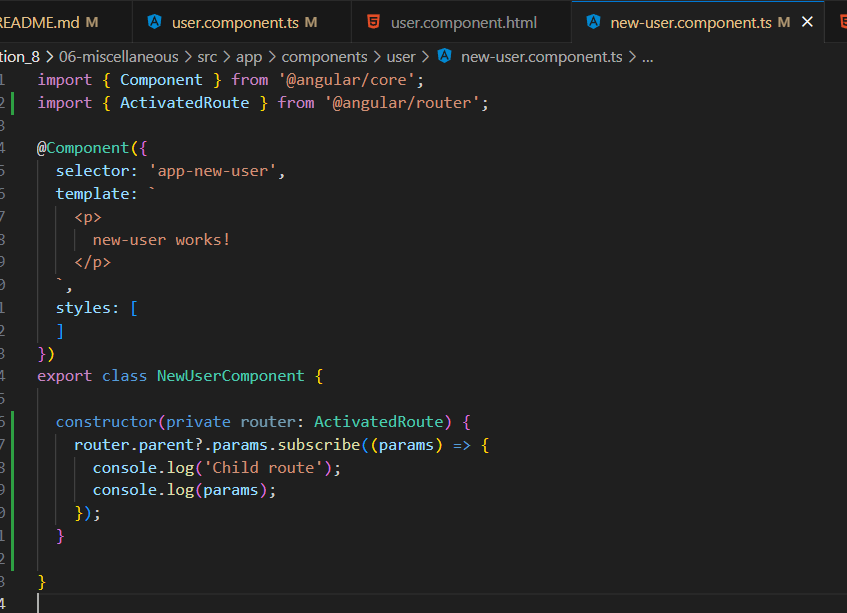 README.md M user.component.ts M user.component.html new-user.component.ts M
tion_8 > 06-miscellaneous > src > app > components > user > new-user.component.ts > ...
1 import { Component } from '@angular/core';
2 import { ActivatedRoute } from '@angular/router';
3
4 @Component({
5   selector: 'app-new-user',
6   template: `
7     <p>
8       new-user works!
9     </p>
0   `,
1   styles: [
2   ]
3 })
4 export class NewUserComponent {
5
6   constructor(private router: ActivatedRoute) {
7     router.parent?.params.subscribe((params) => {
8       console.log('Child route');
9       console.log(params);
0     });
1   }
2
3 }
4